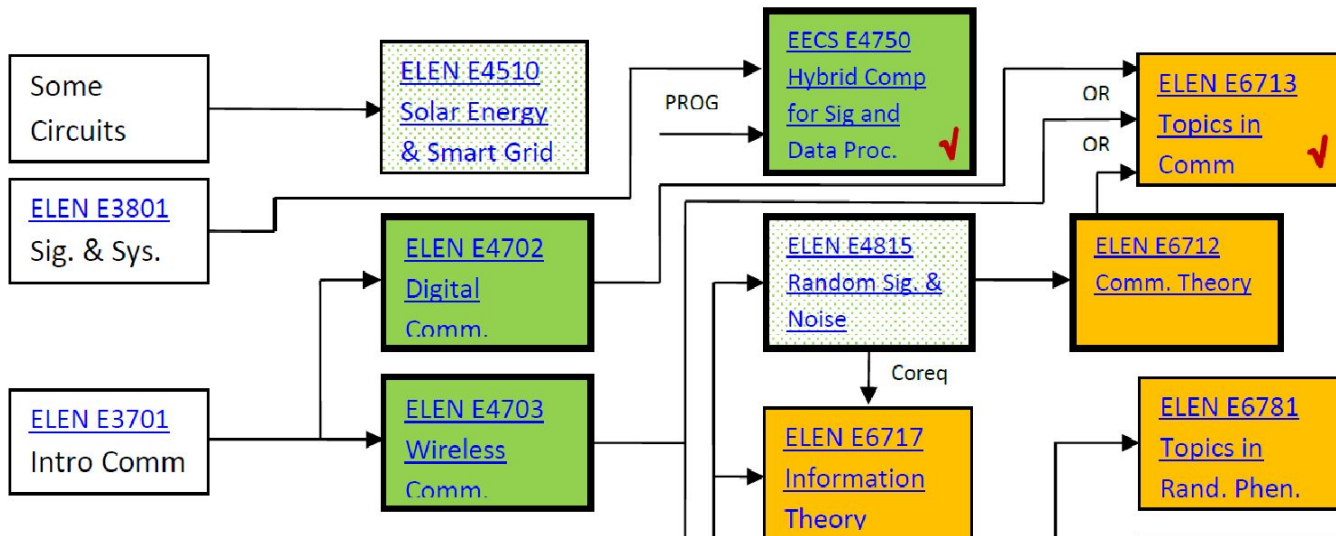 Some
Circuits
ELEN E3801
Sig. & Sys.
ELEN E3701
Intro Comm
ELEN E4510
Solar Energy
& Smart Grid
ELEN E4702
Digital
Comm.
ELEN E4703
Wireless
Comm.
PROG
EECS E4750
Hybrid Comp
for Sig and
Data Proc.
ELEN E4815
Random Sig. &
Noise
Coreq
ELEN E6717
Information
Theory
OR
OR
ELEN E6713
Topics in
Comm
ELEN E6712
Comm. Theory
ELEN E6781
Topics in
Rand. Phen.